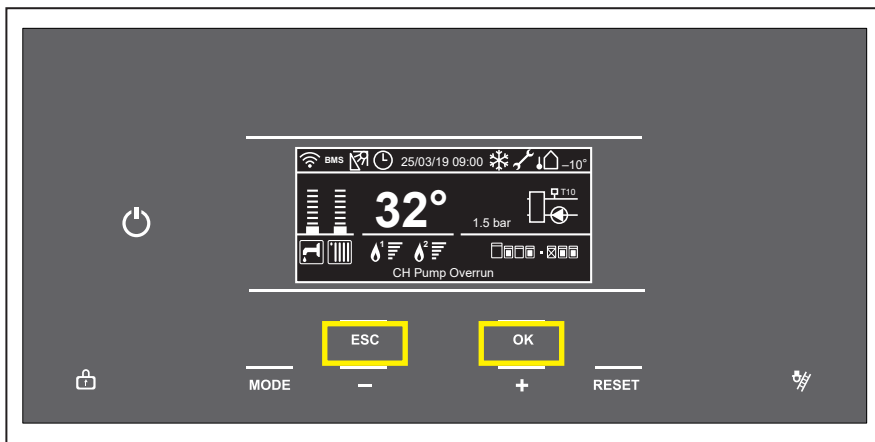 BMS 25/03/19 09:00 –10°
T10
32°
1.5 bar
1 2
CH Pump Overrun
ESC OK
MODE – + RESET